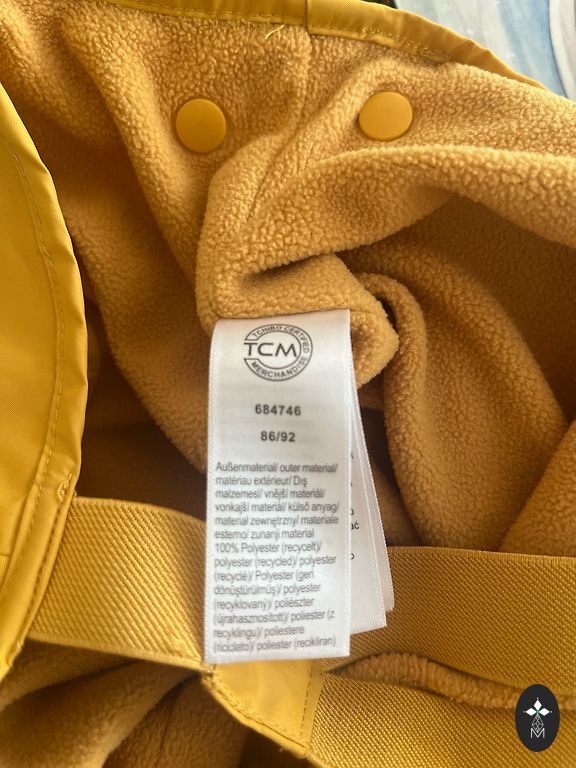 TCHIBO CERTIFIED
TCM
MERCHANDISE
684746
86/92
Außenmaterial/ outer material/
matériau extérieur/ Dış
malzemesi/ vnější materiál/
vonkajší materiál/ külső anyag/
materiał zewnętrzny/ materiale
esterno/ zunanji material
100% Polyester (recycelt)/
polyester (recycled)/ polyester
(recyclé)/ Polyester (geri
dönüştürülmüş)/ polyester
(recyklovaný)/ poliészter
(újrahasznosított)/ poliester (z
recyklingu)/ poliestere
(riciclato)/ poliester (recikliran)
M